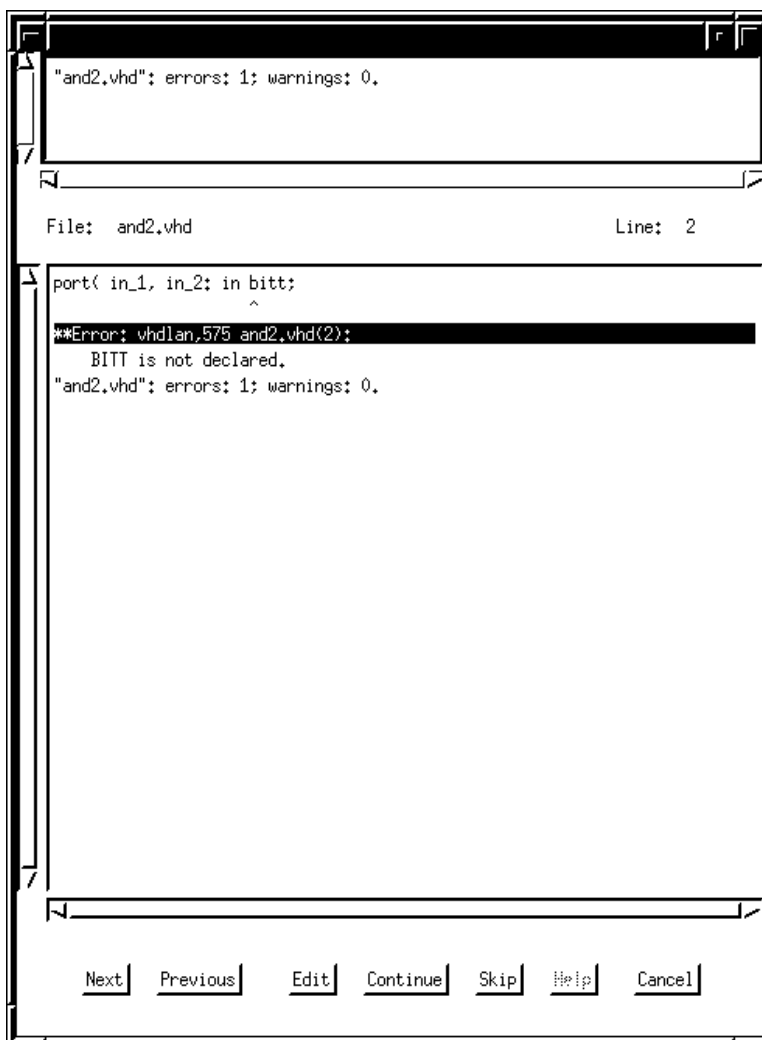 "and2.vhd": errors: 1; warnings: 0.
File: and2.vhd Line: 2
port( in_1, in_2: in bitt;
^
**Error: vhdlan,575 and2.vhd(2):
BITT is not declared.
"and2.vhd": errors: 1; warnings: 0.
Next Previous Edit Continue Skip Help Cancel